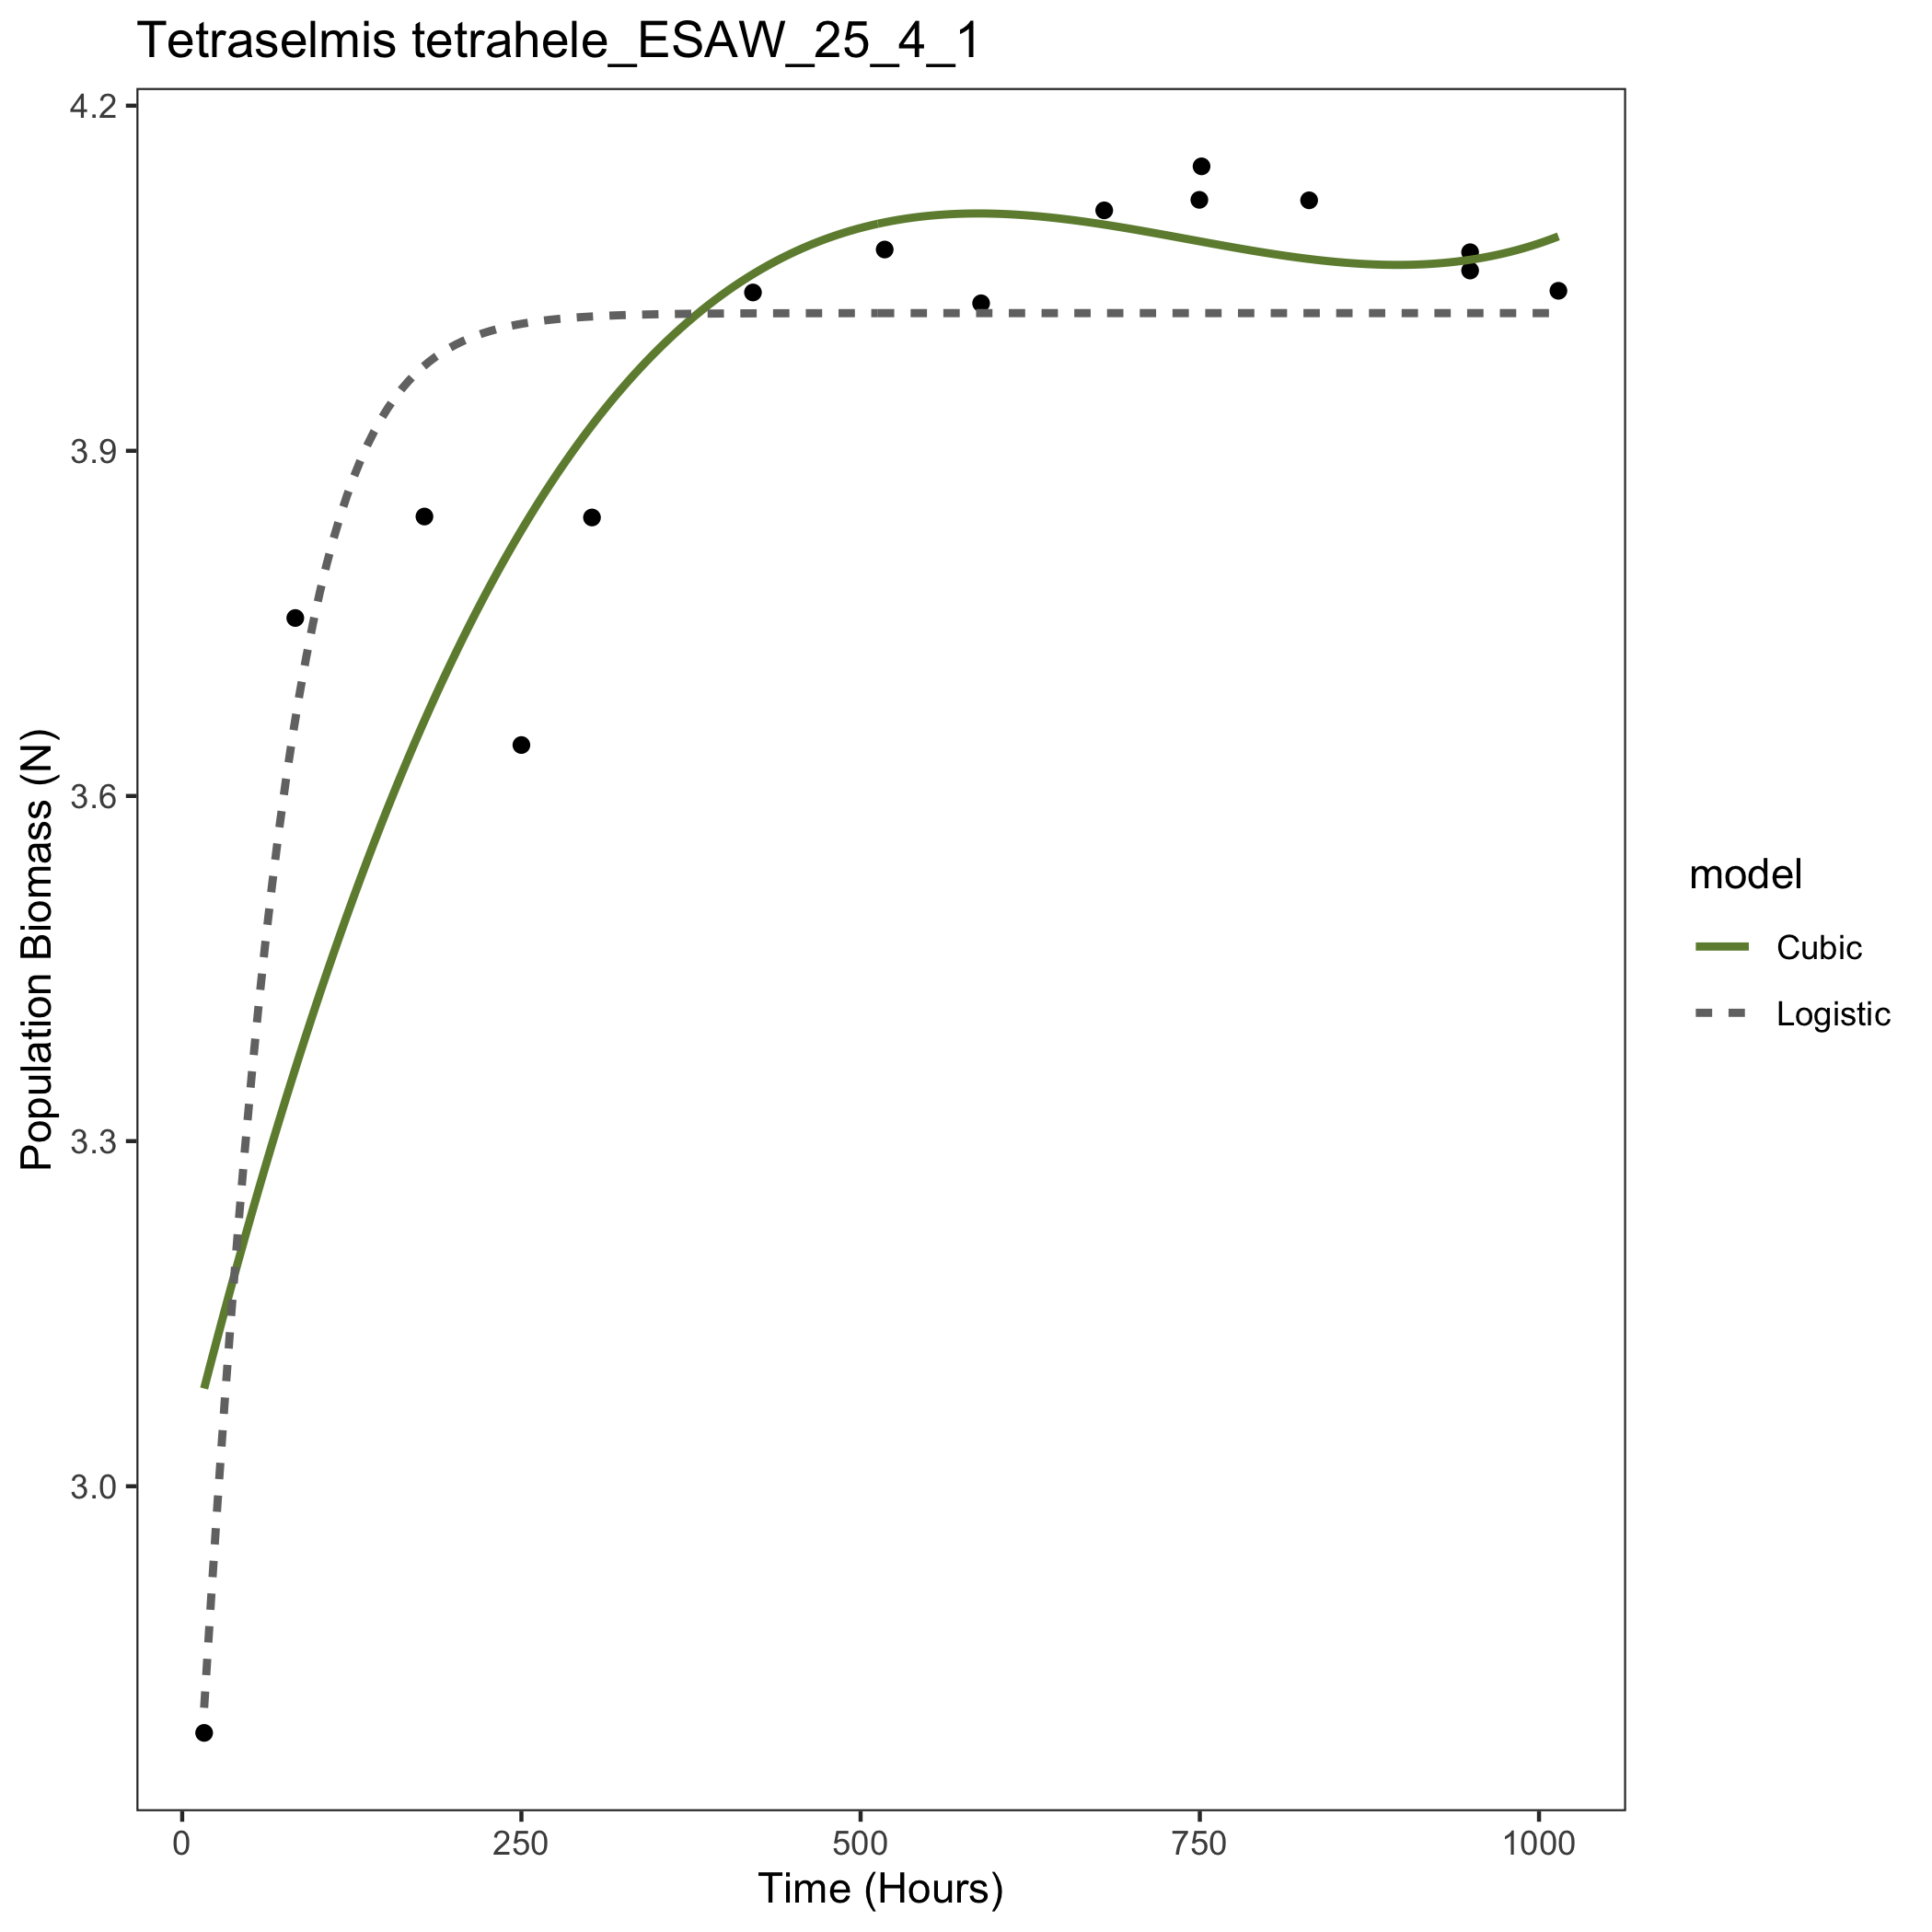 Tetraselmis tetrahele_ESAW_25_4_1
4.2
3.9
3.6
3.3
3.0
Population Biomass (N)
0 250 500 750 1000
Time (Hours)
model
Cubic
Logistic